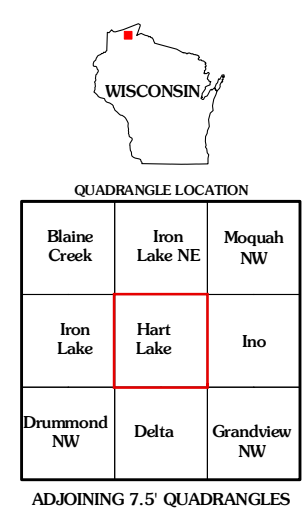 WISCONSIN
QUADRANGLE LOCATION
Blaine
Creek
Iron
Lake NE
Moquah
NW
Iron
Lake
Hart
Lake
Ino
Drummond
NW
Delta
Grandview
NW
ADJOINING 7.5' QUADRANGLES